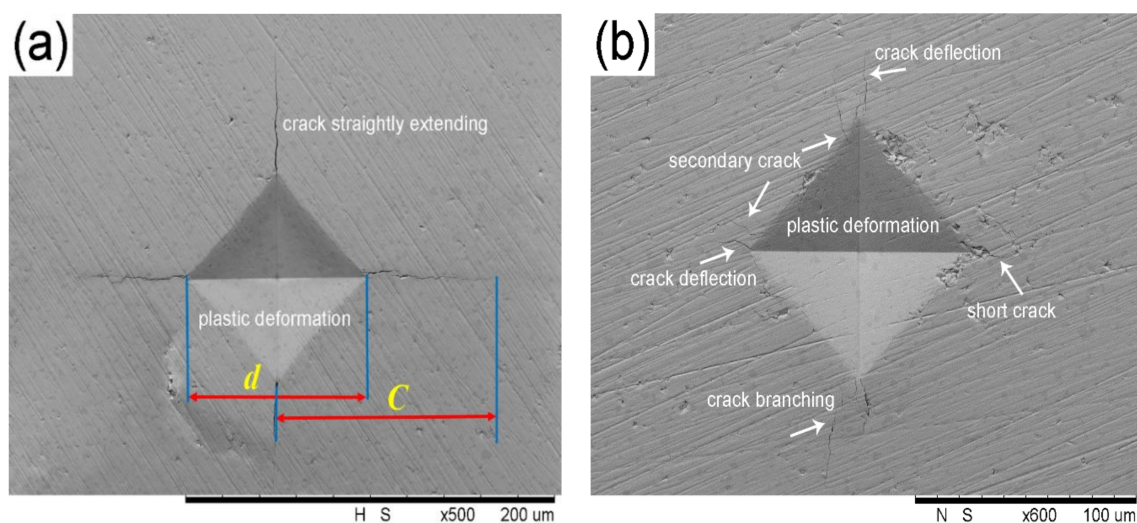 (a)
crack straightly extending
plastic deformation
d
C
H S x500 200 um
(b)
crack deflection
secondary crack
plastic deformation
crack deflection
short crack
crack branching
N S x600 100 um